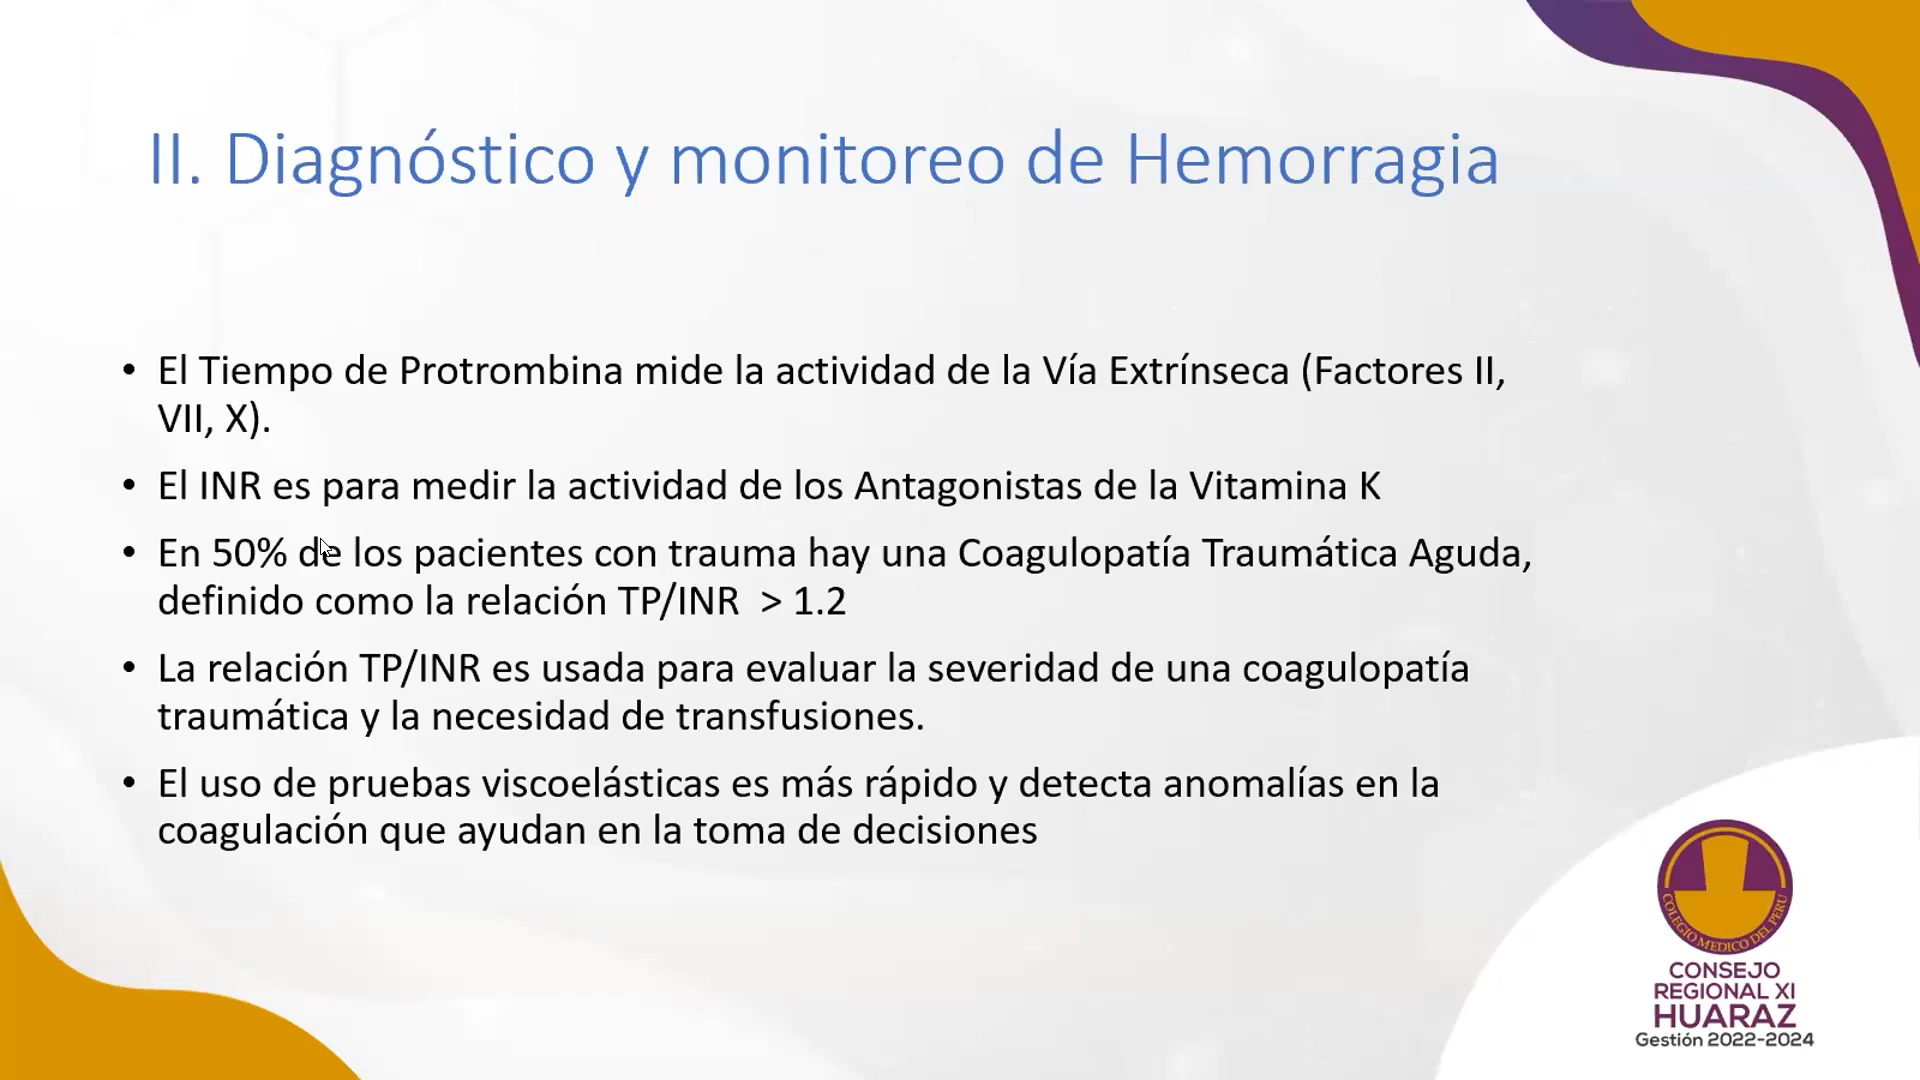 II. Diagnóstico y monitoreo de Hemorragia
• El Tiempo de Protrombina mide la actividad de la Vía Extrínseca (Factores II,
VII, X).
• El INR es para medir la actividad de los Antagonistas de la Vitamina K
• En 50% de los pacientes con trauma hay una Coagulopatía Traumática Aguda,
definido como la relación TP/INR > 1.2
• La relación TP/INR es usada para evaluar la severidad de una coagulopatía
traumática y la necesidad de transfusiones.
• El uso de pruebas viscoelásticas es más rápido y detecta anomalías en la
coagulación que ayudan en la toma de decisiones
COLEGIO MEDICO DEL PERU
CONSEJO
REGIONAL XI
HUARAZ
Gestión 2022-2024